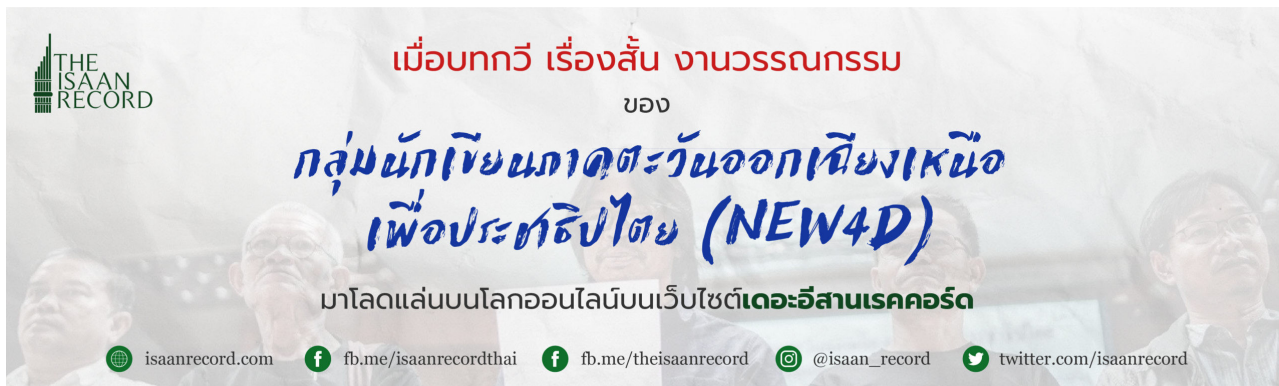 THE
ISAAN
RECORD
เมื่อบทกวี เรื่องสั้น งานวรรณกรรม
ของ
กลุ่มนักเขียนภาคตะวันออกเฉียงเหนือ
เพื่อประชาธิปไตย (NEW4D)
มาโลดแล่นบนโลกออนไลน์บนเว็บไซต์เดอะอีสานเรคคอร์ด
isaanrecord.com fb.me/isaanrecordthai fb.me/theisaanrecord @isaan_record twitter.com/isaanrecord